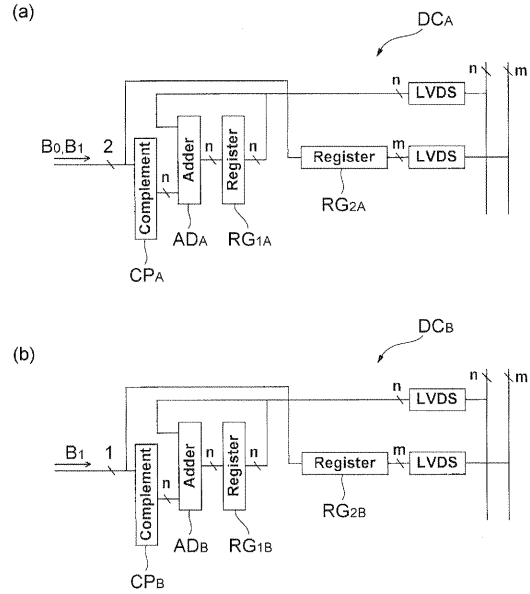 (a)
DCA
n m
n LVDS
B0,B1 2
Complement
n
Adder
n
Register
n
Register
m LVDS
RG2A
ADA RG1A
CPA
(b)
DCB
n m
n LVDS
B1 1
Complement
n
Adder
n
Register
n
Register
m LVDS
RG2B
ADB RG1B
CPB